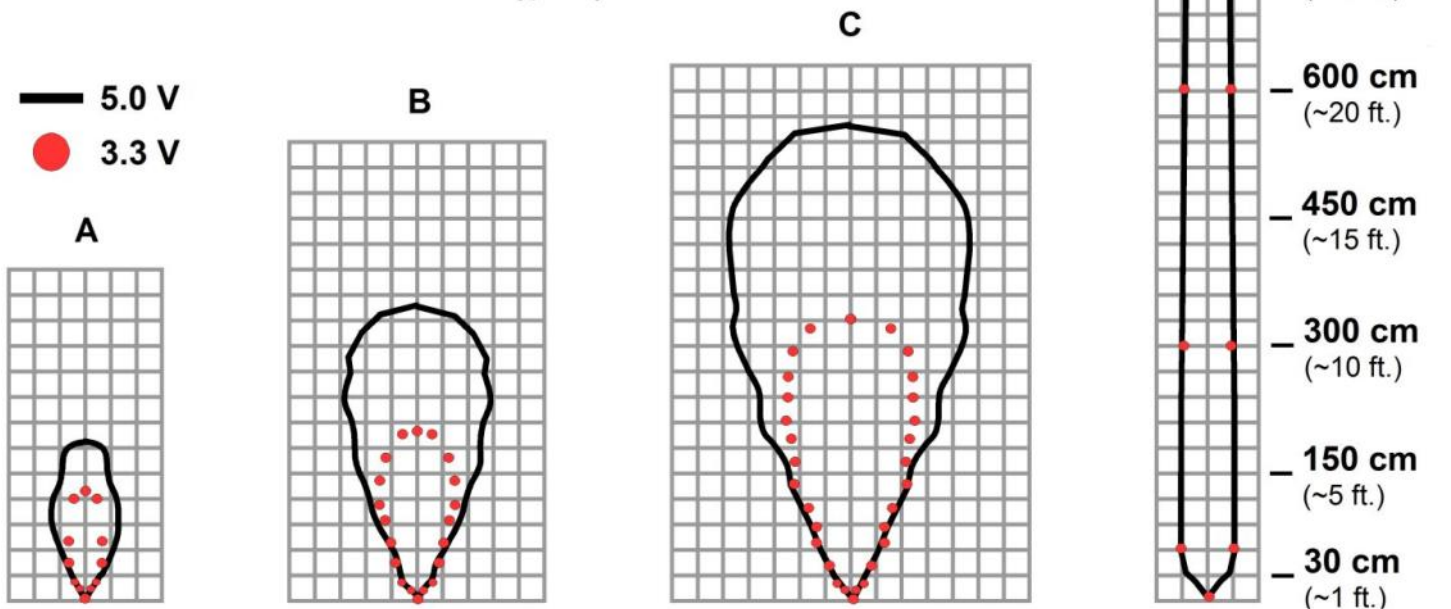 C
5.0 V
B
3.3 V
A
600 cm
(~20 ft.)
450 cm
(~15 ft.)
300 cm
(~10 ft.)
150 cm
(~5 ft.)
30 cm
(~1 ft.)